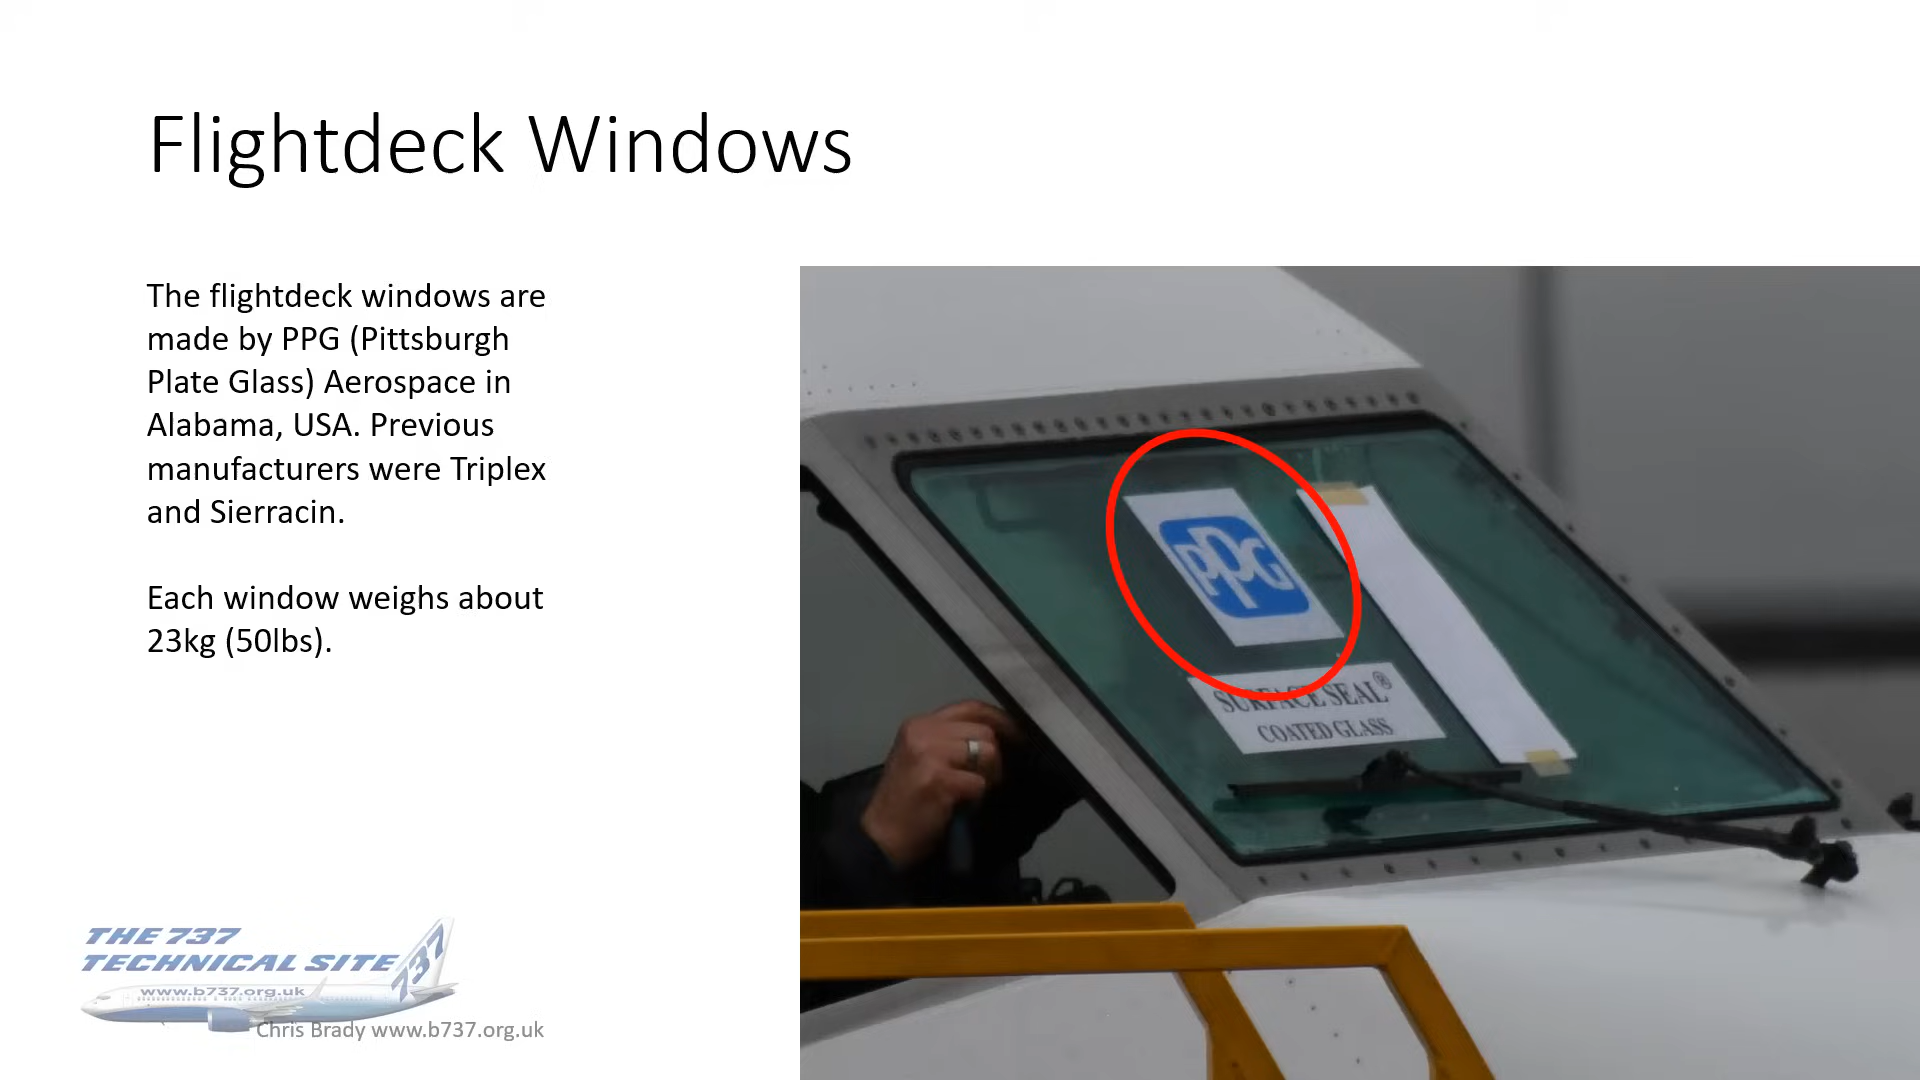 Flightdeck Windows
The flightdeck windows are
made by PPG (Pittsburgh
Plate Glass) Aerospace in
Alabama, USA. Previous
manufacturers were Triplex
and Sierracin.
Each window weighs about
23kg (50lbs).
PPG
SURFACE SEAL®
COATED GLASS
THE 737
TECHNICAL SITE
737
www.b737.org.uk
Chris Brady www.b737.org.uk